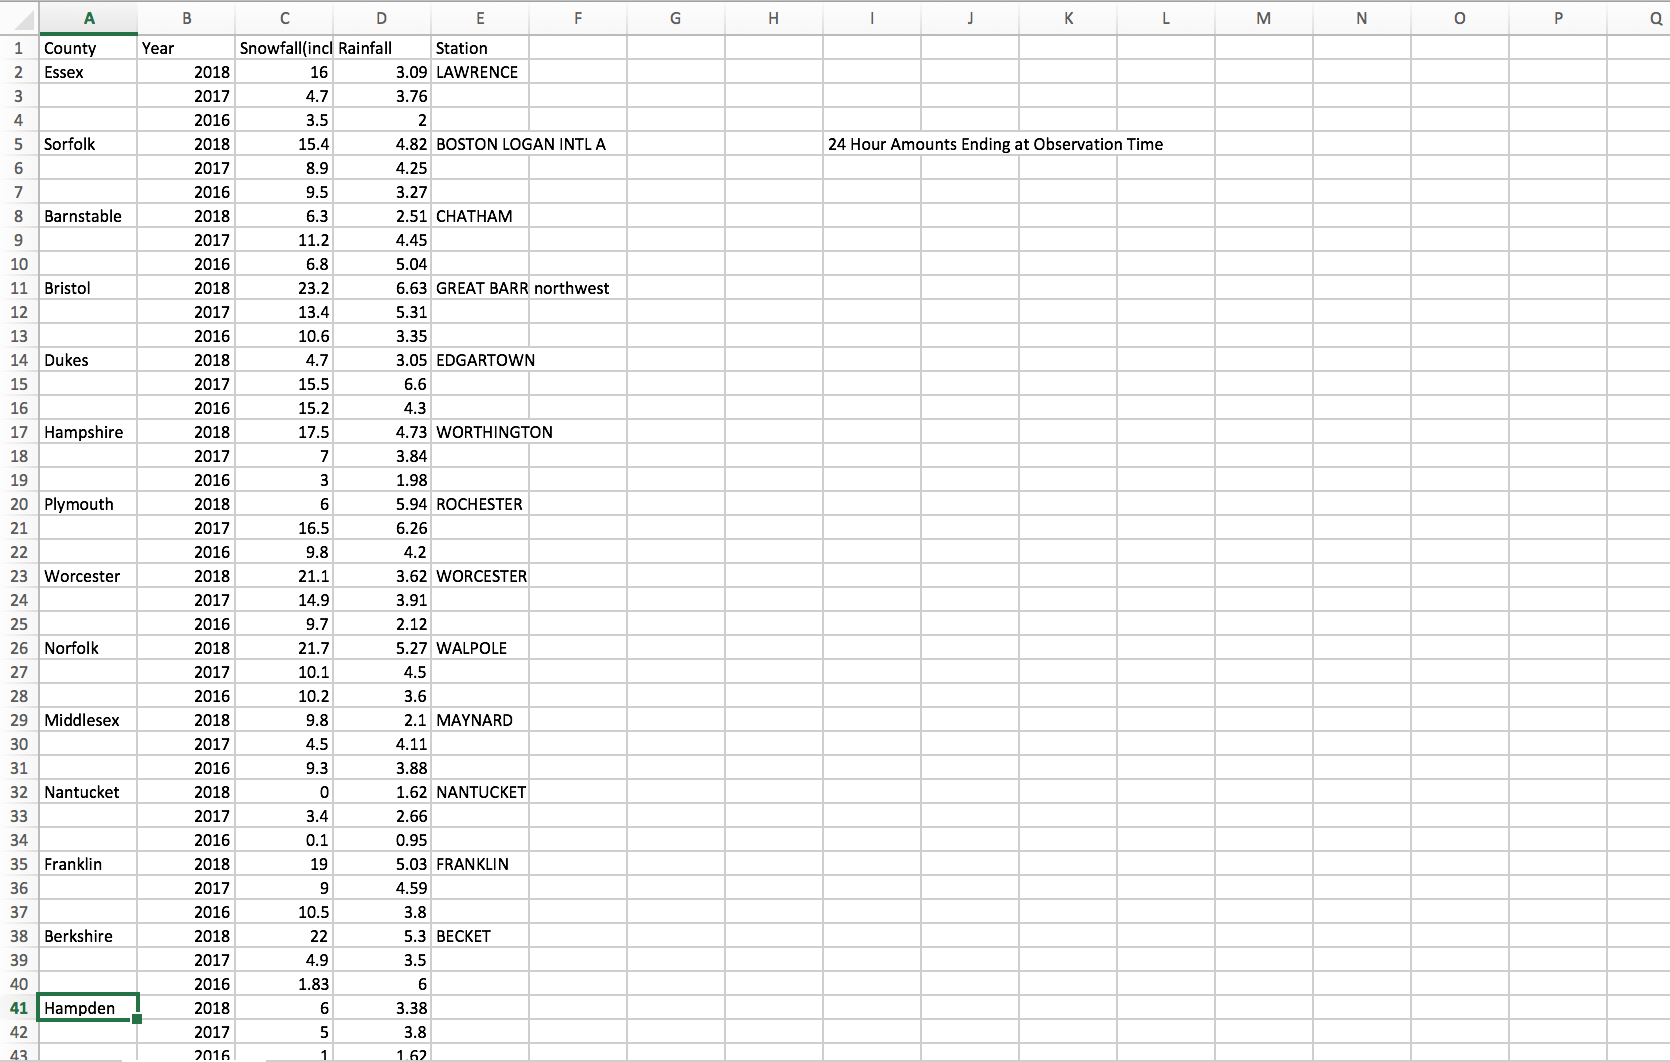 A B C D E F G H I J K L M N O P Q
1 County Year Snowfall(incl Rainfall Station
2 Essex 2018 16 3.09 LAWRENCE
3 2017 4.7 3.76
4 2016 3.5 2
5 Sorfolk 2018 15.4 4.82 BOSTON LOGAN INTL A 24 Hour Amounts Ending at Observation Time
6 2017 8.9 4.25
7 2016 9.5 3.27
8 Barnstable 2018 6.3 2.51 CHATHAM
9 2017 11.2 4.45
10 2016 6.8 5.04
11 Bristol 2018 23.2 6.63 GREAT BARR northwest
12 2017 13.4 5.31
13 2016 10.6 3.35
14 Dukes 2018 4.7 3.05 EDGARTOWN
15 2017 15.5 6.6
16 2016 15.2 4.3
17 Hampshire 2018 17.5 4.73 WORTHINGTON
18 2017 7 3.84
19 2016 3 1.98
20 Plymouth 2018 6 5.94 ROCHESTER
21 2017 16.5 6.26
22 2016 9.8 4.2
23 Worcester 2018 21.1 3.62 WORCESTER
24 2017 14.9 3.91
25 2016 9.7 2.12
26 Norfolk 2018 21.7 5.27 WALPOLE
27 2017 10.1 4.5
28 2016 10.2 3.6
29 Middlesex 2018 9.8 2.1 MAYNARD
30 2017 4.5 4.11
31 2016 9.3 3.88
32 Nantucket 2018 0 1.62 NANTUCKET
33 2017 3.4 2.66
34 2016 0.1 0.95
35 Franklin 2018 19 5.03 FRANKLIN
36 2017 9 4.59
37 2016 10.5 3.8
38 Berkshire 2018 22 5.3 BECKET
39 2017 4.9 3.5
40 2016 1.83 6
41 Hampden 2018 6 3.38
42 2017 5 3.8
43 2016 1 1.62